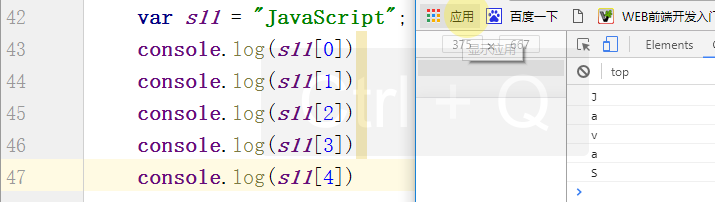 42 var s11 = "JavaScript";
43 console.log(s11[0])
44 console.log(s11[1])
45 console.log(s11[2])
46 console.log(s11[3])
47 console.log(s11[4])
trl + Q
应用 百度一下 WEB前端开发入门
375 × 667
显示应用
top
J
a
v
a
S
>